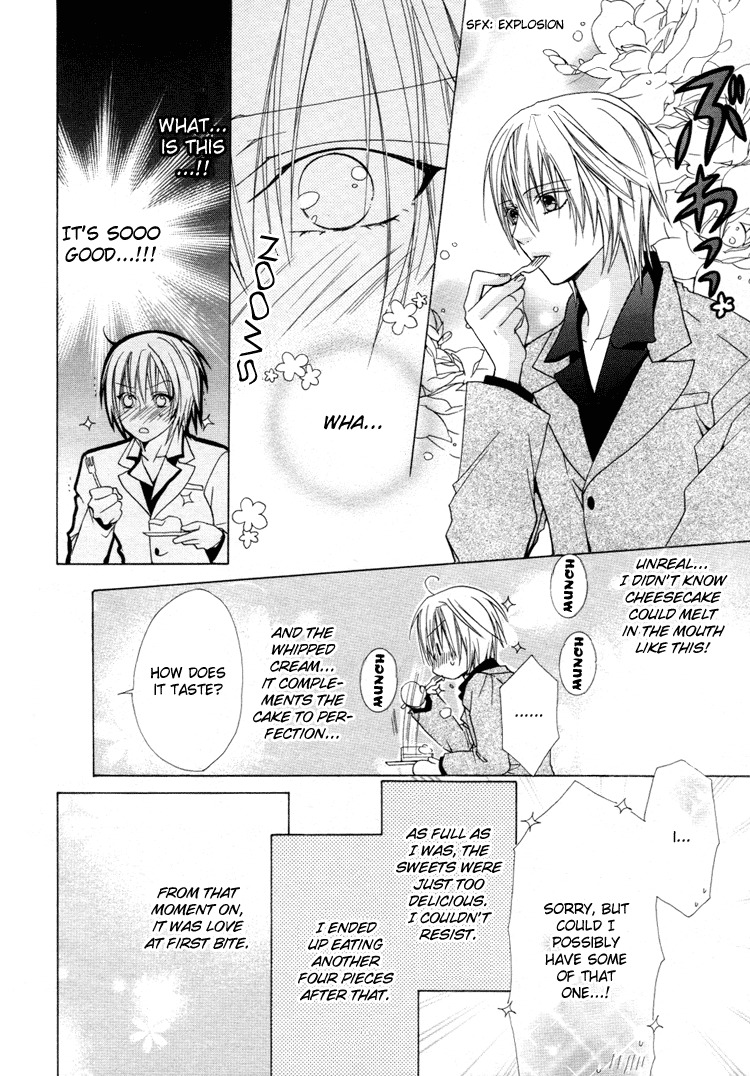 SFX: EXPLOSION
ぶわっっ
WHA...
SWOON
WHAT...
IS THIS
...!!
IT'S SOOO
GOOD...!!!
UNREAL...
I DIDN'T KNOW
CHEESECAKE
COULD MELT
IN THE MOUTH
LIKE THIS!
MUNCH
MUNCH
......
MUNCH
AND THE
WHIPPED
CREAM...
IT COMPLE-
MENTS THE
CAKE TO PER-
FECTION...
HOW DOES
IT TASTE?
I...
SORRY, BUT
COULD I
POSSIBLY
HAVE SOME
OF THAT
ONE...!
AS FULL AS
I WAS, THE
SWEETS WERE
JUST TOO
DELICIOUS.
I COULDN'T
RESIST.
I ENDED
UP EATING
ANOTHER
FOUR PIECES
AFTER THAT.
FROM THAT
MOMENT ON,
IT WAS LOVE
AT FIRST BITE.